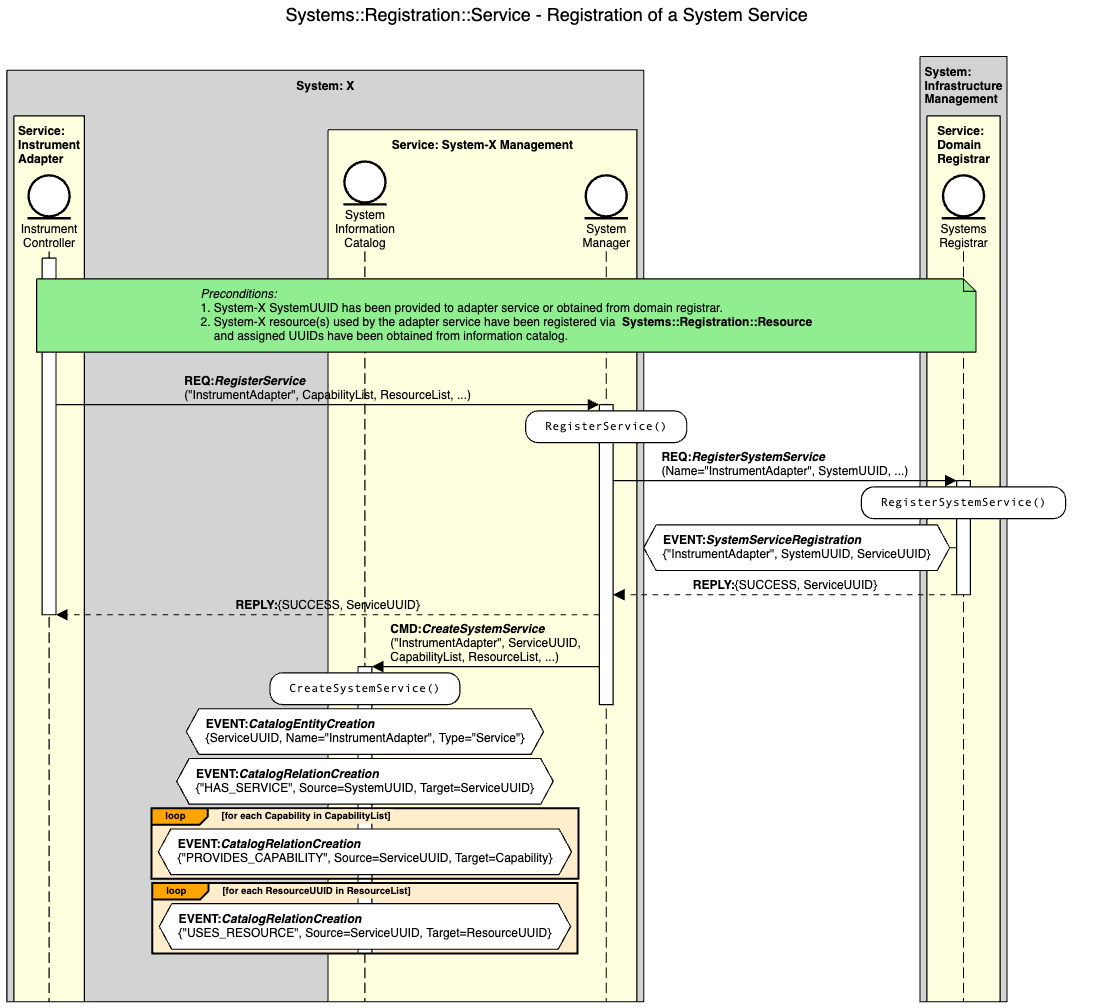 Systems::Registration::Service - Registration of a System Service
System: X
System:
Infrastructure
Management
Service:
Instrument
Adapter
Service: System-X Management
Service:
Domain
Registrar
Instrument
Controller
System
Information
Catalog
System
Manager
Systems
Registrar
Preconditions:
1. System-X SystemUUID has been provided to adapter service or obtained from domain registrar.
2. System-X resource(s) used by the adapter service have been registered via Systems::Registration::Resource
and assigned UUIDs have been obtained from information catalog.
REQ:RegisterService
("InstrumentAdapter", CapabilityList, ResourceList, ...)
RegisterService()
REQ:RegisterSystemService
(Name="InstrumentAdapter", SystemUUID, ...)
RegisterSystemService()
EVENT:SystemServiceRegistration
{"InstrumentAdapter", SystemUUID, ServiceUUID}
REPLY:{SUCCESS, ServiceUUID}
REPLY:{SUCCESS, ServiceUUID}
CMD:CreateSystemService
("InstrumentAdapter", ServiceUUID,
CapabilityList, ResourceList, ...)
CreateSystemService()
EVENT:CatalogEntityCreation
{ServiceUUID, Name="InstrumentAdapter", Type="Service"}
EVENT:CatalogRelationCreation
{"HAS_SERVICE", Source=SystemUUID, Target=ServiceUUID}
loop [for each Capability in CapabilityList]
EVENT:CatalogRelationCreation
{"PROVIDES_CAPABILITY", Source=ServiceUUID, Target=Capability}
loop [for each ResourceUUID in ResourceList]
EVENT:CatalogRelationCreation
{"USES_RESOURCE", Source=ServiceUUID, Target=ResourceUUID}